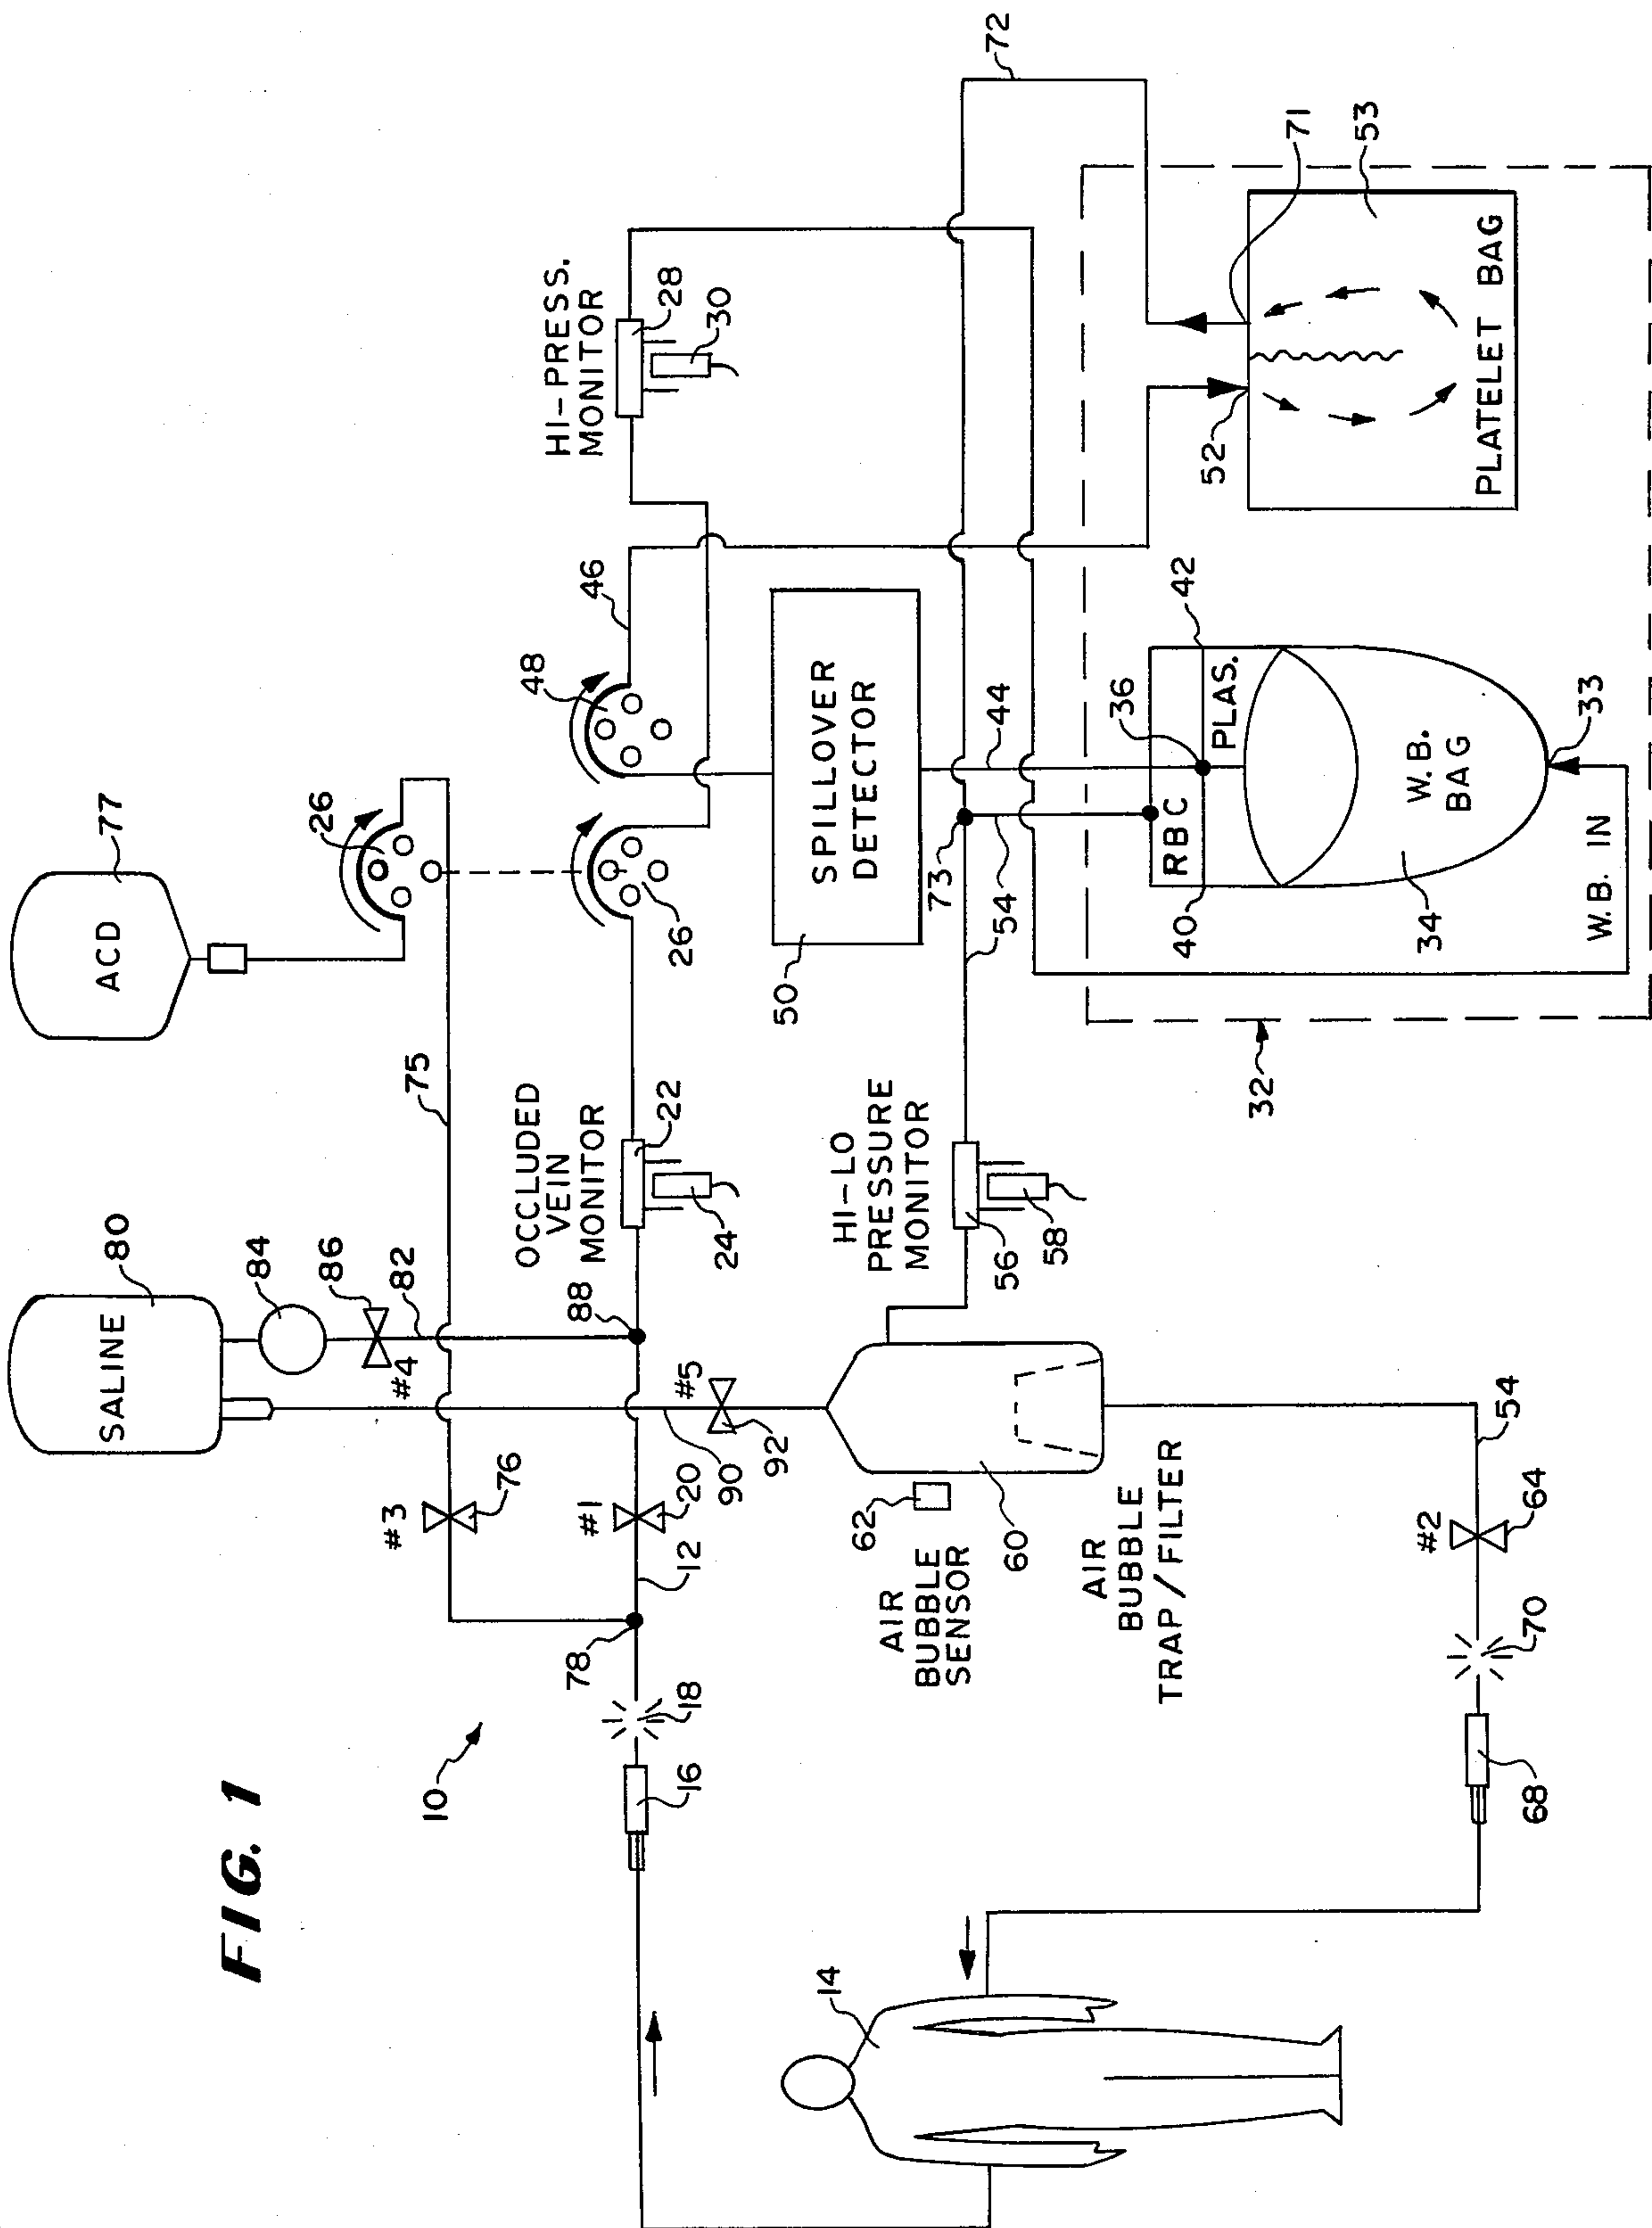 FIG. 1
10
SALINE
80
84
86
#4
82
88
ACD
77
26
75
#3
76
#1
20
12
78
18
16
#5
92
90
OCCLUDED
VEIN
MONITOR
22
24
26
48
46
HI-PRESS.
MONITOR
28
30
72
SPILLOVER
DETECTOR
50
44
73
54
HI-LO
PRESSURE
MONITOR
56
58
62
AIR
BUBBLE
SENSOR
60
AIR
BUBBLE
TRAP/FILTER
14
54
#2
64
70
68
32
RBC
PLAS.
36
40
42
W.B.
BAG
34
33
W.B. IN
52
71
53
PLATELET BAG